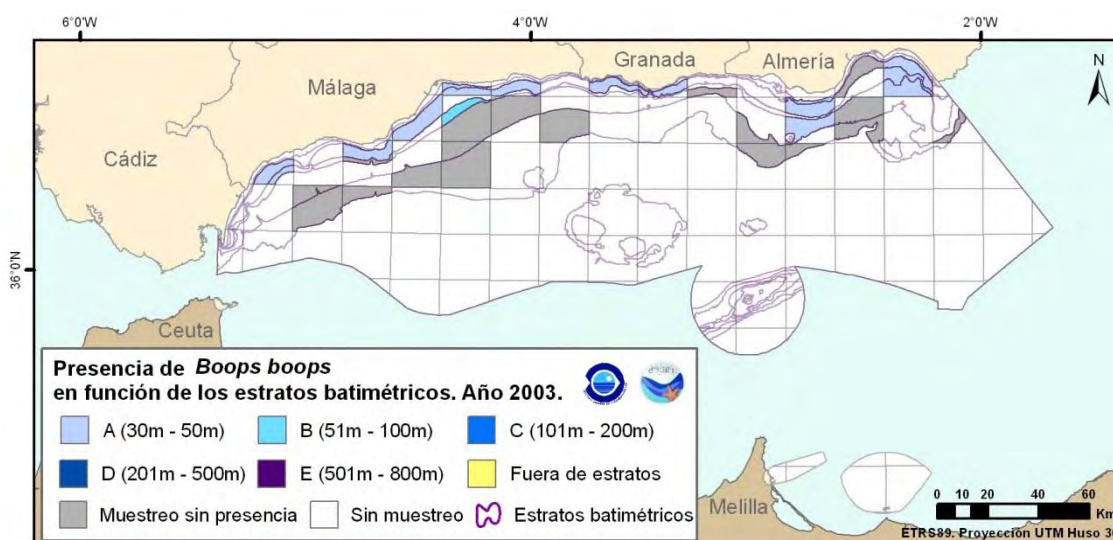 6°0'W 4°0'W 2°0'W
Granada Almería
N
Málaga
Cádiz
36°0'N
Ceuta
Presencia de Boops boops
en función de los estratos batimétricos. Año 2003.
A (30m - 50m) B (51m - 100m) C (101m - 200m)
D (201m - 500m) E (501m - 800m) Fuera de estratos
Muestreo sin presencia Sin muestreo Estratos batimétricos
Melilla
0 10 20 40 60
Km
ETRS89. Proyección UTM Huso 3